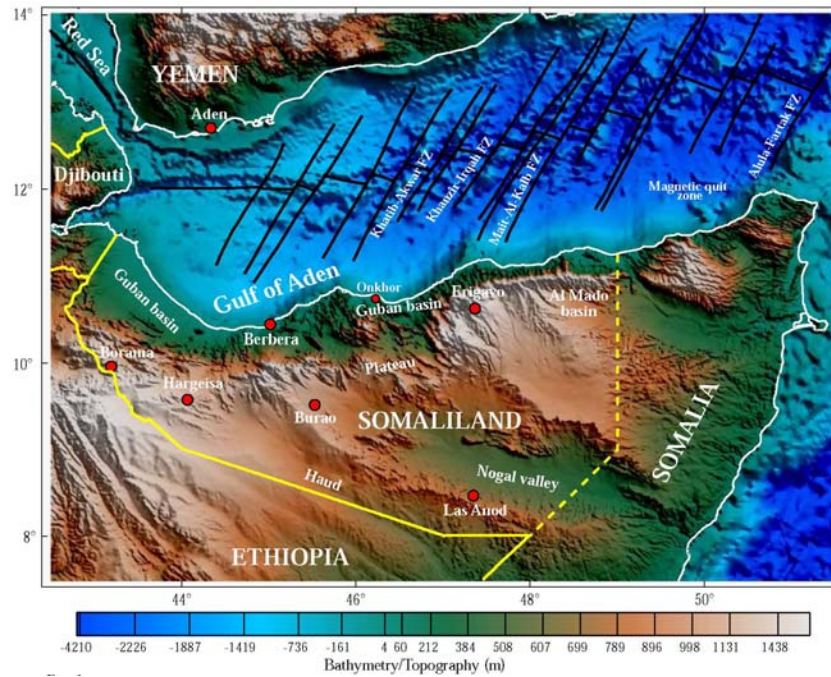 14°
Red Sea
YEMEN
Aden
13°
Djibouti
12°
Khatib-Akwar FZ
Khanzir-Irqah FZ
Mait-Al-Kalb FZ
Alula-Fartak FZ
Magnetic quit
zone
Gulf of Aden
Guban basin
Onkhor
Guban basin
Erigavo
Al Mado
basin
Berbera
10°
Borama
Plateau
Hargeisa
Burao
SOMALILAND
SOMALIA
Nogal valley
Haud
Las Anod
8°
ETHIOPIA
44°
46°
48°
50°
-4210 -2226 -1887 -1419 -736 -161 4 60 212 384 508 607 699 789 896 998 1131 1438
Bathymetry/Topography (m)